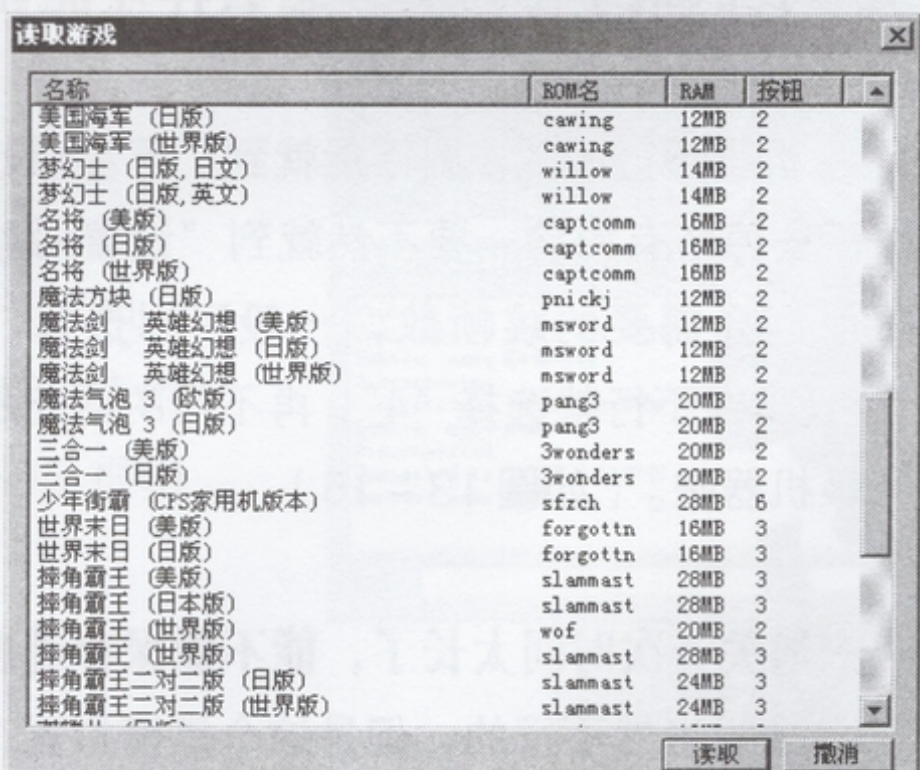 读取游戏
名称 ROM名 RAM 按钮
美国海军 (日版) cawing 12MB 2
美国海军 (世界版) cawing 12MB 2
梦幻士 (日版, 日文) willow 14MB 2
梦幻士 (日版, 英文) willow 14MB 2
名将 (美版) captcomm 16MB 2
名将 (日版) captcomm 16MB 2
名将 (世界版) captcomm 16MB 2
魔法方块 (日版) pnickj 12MB 2
魔法剑 英雄幻想 (美版) msword 12MB 2
魔法剑 英雄幻想 (日版) msword 12MB 2
魔法剑 英雄幻想 (世界版) msword 12MB 2
魔法气泡 3 (欧版) pang3 20MB 2
魔法气泡 3 (日版) pang3 20MB 2
三合一 (美版) 3wonders 20MB 2
三合一 (日版) 3wonders 20MB 2
少年街霸 (CPS家用机版本) sfzch 28MB 6
世界末日 (美版) forgottn 16MB 3
世界末日 (日版) forgottn 16MB 3
摔角霸王 (美版) slammast 28MB 3
摔角霸王 (日本版) slammast 28MB 3
摔角霸王 (世界版) wof 20MB 2
摔角霸王 (世界版) slammast 28MB 3
摔角霸王二对二版 (日版) slammast 24MB 3
摔角霸王二对二版 (世界版) slammast 24MB 3
读取 撤消